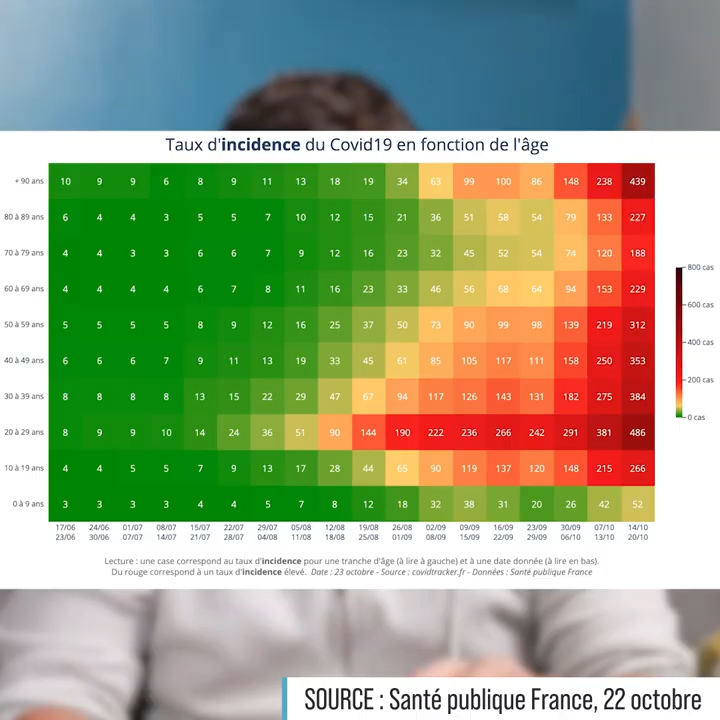 Taux d'incidence du Covid19 en fonction de l'âge
+ 90 ans 10 9 9 6 8 9 11 13 18 19 34 63 99 100 86 148 238 439
80 à 89 ans 6 4 4 3 5 5 7 10 12 15 21 36 51 58 54 79 133 227
70 à 79 ans 4 4 3 3 6 6 7 9 12 16 23 32 45 52 54 74 120 188
60 à 69 ans 4 4 4 4 6 7 8 11 16 23 33 46 56 68 64 94 153 229
50 à 59 ans 5 5 5 5 8 9 12 16 25 37 50 73 90 99 98 139 219 312
40 à 49 ans 6 6 6 7 9 11 13 19 33 45 61 85 105 117 111 158 250 353
30 à 39 ans 8 8 8 8 13 15 22 29 47 67 94 117 126 143 131 182 275 384
20 à 29 ans 8 9 9 10 14 24 36 51 90 144 190 222 236 266 242 291 381 486
10 à 19 ans 4 4 5 5 7 9 13 17 28 44 65 90 119 137 120 148 215 266
0 à 9 ans 3 3 3 3 4 4 5 7 8 12 18 32 38 31 20 26 42 52
17/06 24/06 01/07 08/07 15/07 22/07 29/07 05/08 12/08 19/08 26/08 02/09 09/09 16/09 23/09 30/09 07/10 14/10
23/06 30/06 07/07 14/07 21/07 28/07 04/08 11/08 18/08 25/08 01/09 08/09 15/09 22/09 29/09 06/10 13/10 20/10
800 cas
600 cas
400 cas
200 cas
0 cas
Lecture : une case correspond au taux d'incidence pour une tranche d'âge (à lire à gauche) et à une date donnée (à lire en bas).
Du rouge correspond à un taux d'incidence élevé. Date : 23 octobre - Source : covidtracker.fr - Données : Santé publique France
SOURCE : Santé publique France, 22 octobre